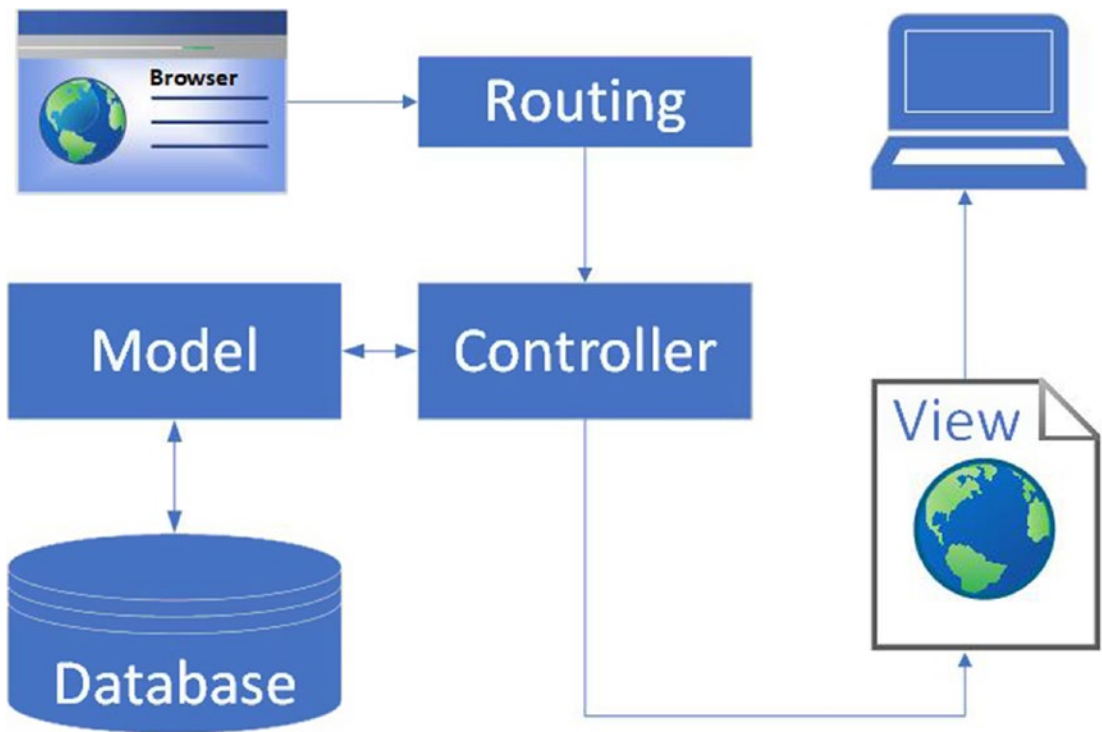 Browser
Routing
Model
Controller
View
Database